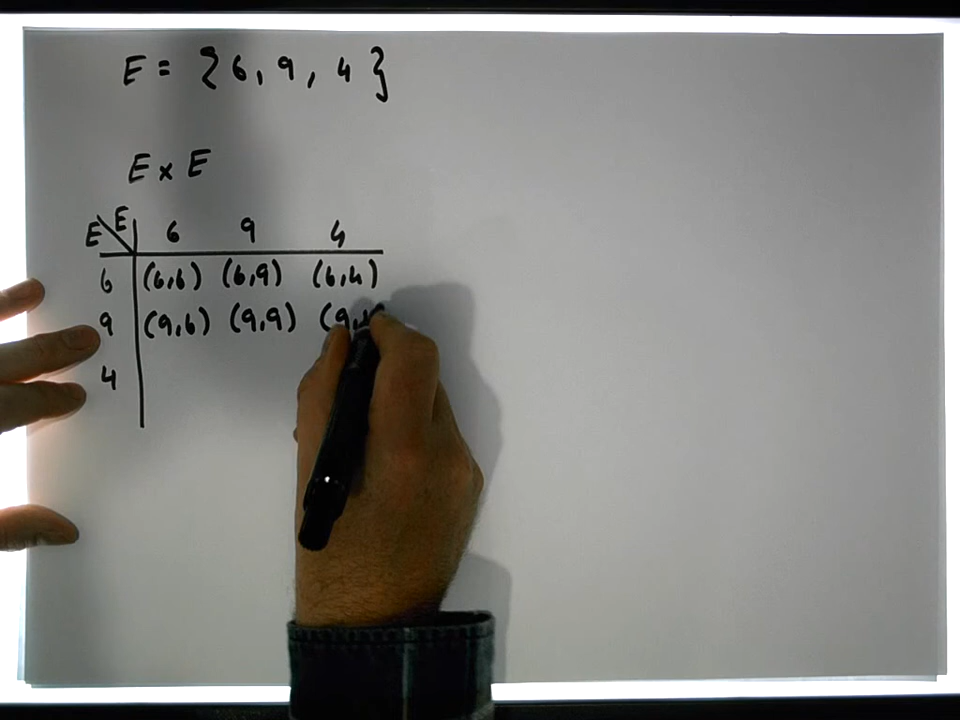 E = {6, 9, 4}
E x E
E E 6 9 4
6 (6,6) (6,9) (6,4)
9 (9,6) (9,9) (9,
4